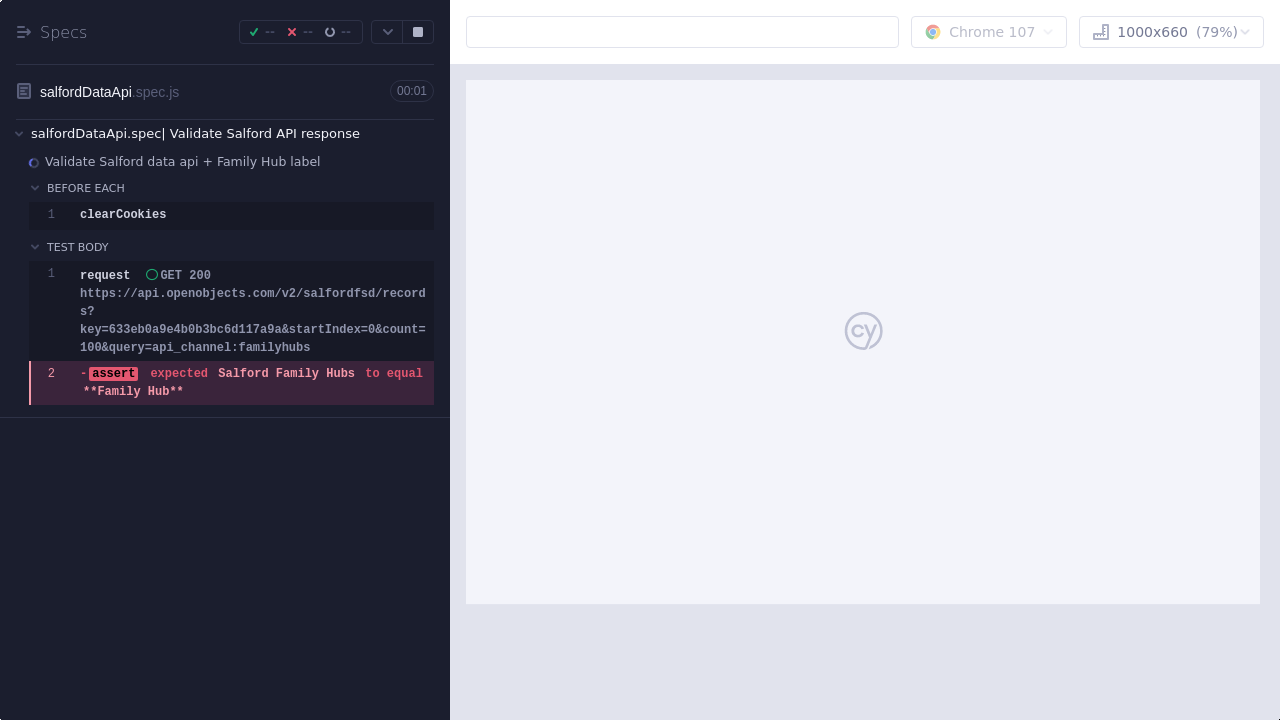 Specs
--
--
--
Chrome 107
1000x660 (79%)
salfordDataApi.spec.js
00:01
salfordDataApi.spec| Validate Salford API response
Validate Salford data api + Family Hub label
BEFORE EACH
1 clearCookies
TEST BODY
1 request GET 200
https://api.openobjects.com/v2/salfordfsd/record
s?
key=633eb0a9e4b0b3bc6d117a9a&startIndex=0&count=
100&query=api_channel:familyhubs
2 -assert expected Salford Family Hubs to equal
**Family Hub**
cy